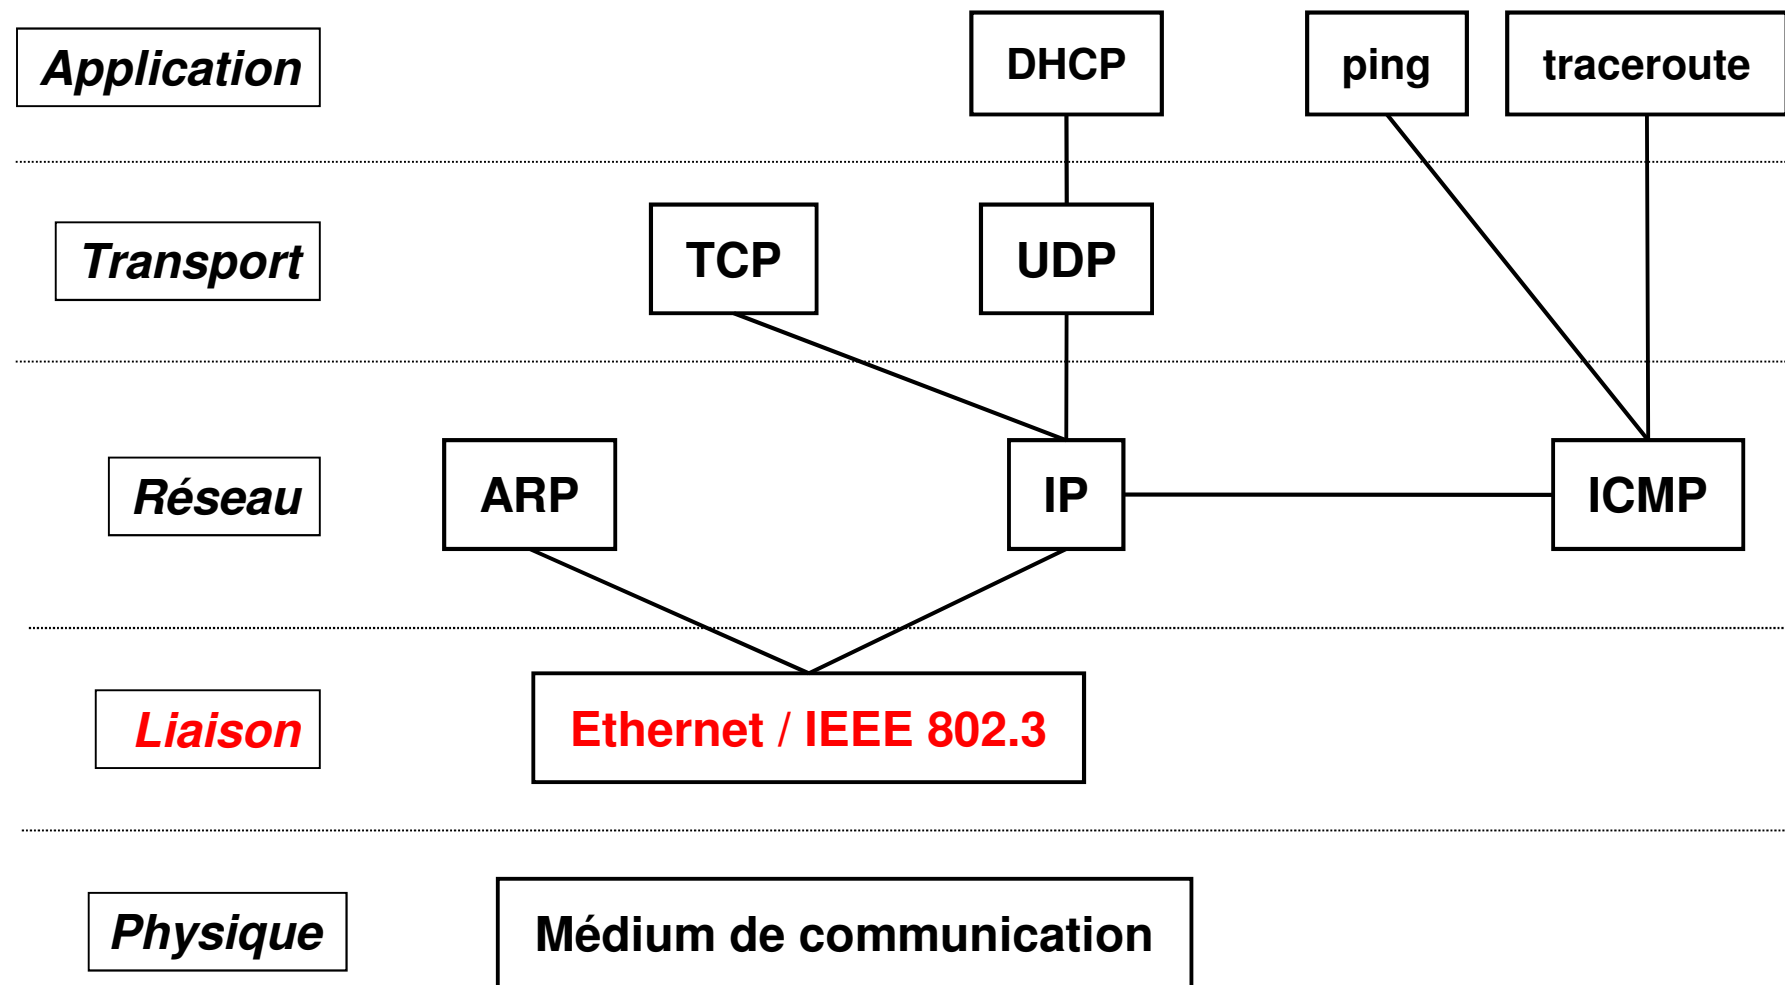 Application
DHCP
ping
traceroute
Transport
TCP
UDP
Réseau
ARP
IP
ICMP
Liaison
Ethernet / IEEE 802.3
Physique
Médium de communication